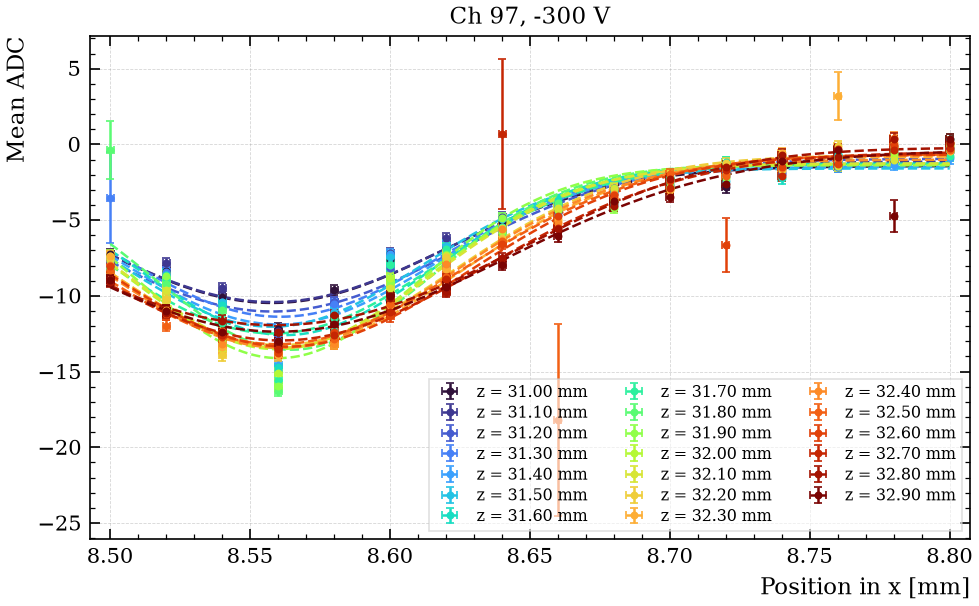 Ch 97, -300 V
Mean ADC
5
0
−5
−10
−15
−20
−25
z = 31.00 mm
z = 31.10 mm
z = 31.20 mm
z = 31.30 mm
z = 31.40 mm
z = 31.50 mm
z = 31.60 mm
z = 31.70 mm
z = 31.80 mm
z = 31.90 mm
z = 32.00 mm
z = 32.10 mm
z = 32.20 mm
z = 32.30 mm
z = 32.40 mm
z = 32.50 mm
z = 32.60 mm
z = 32.70 mm
z = 32.80 mm
z = 32.90 mm
8.50 8.55 8.60 8.65 8.70 8.75 8.80
Position in x [mm]